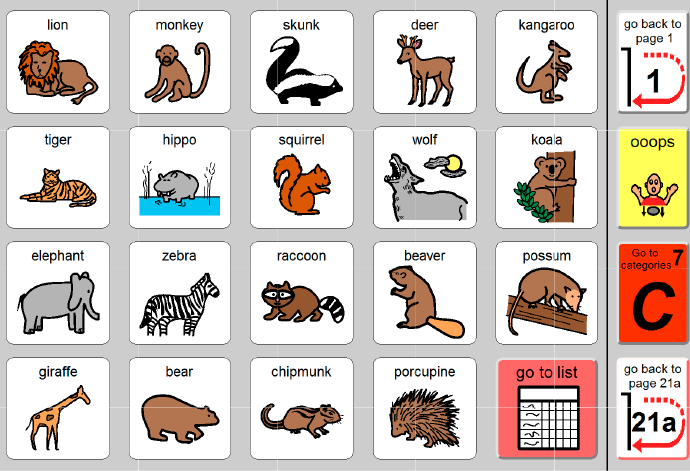 lion
monkey
skunk
deer
kangaroo
go back to
page 1
1
tiger
hippo
squirrel
wolf
koala
ooops
elephant
zebra
raccoon
beaver
possum
Go to 7
categories
C
giraffe
bear
chipmunk
porcupine
go to list
go back to
page 21a
21a